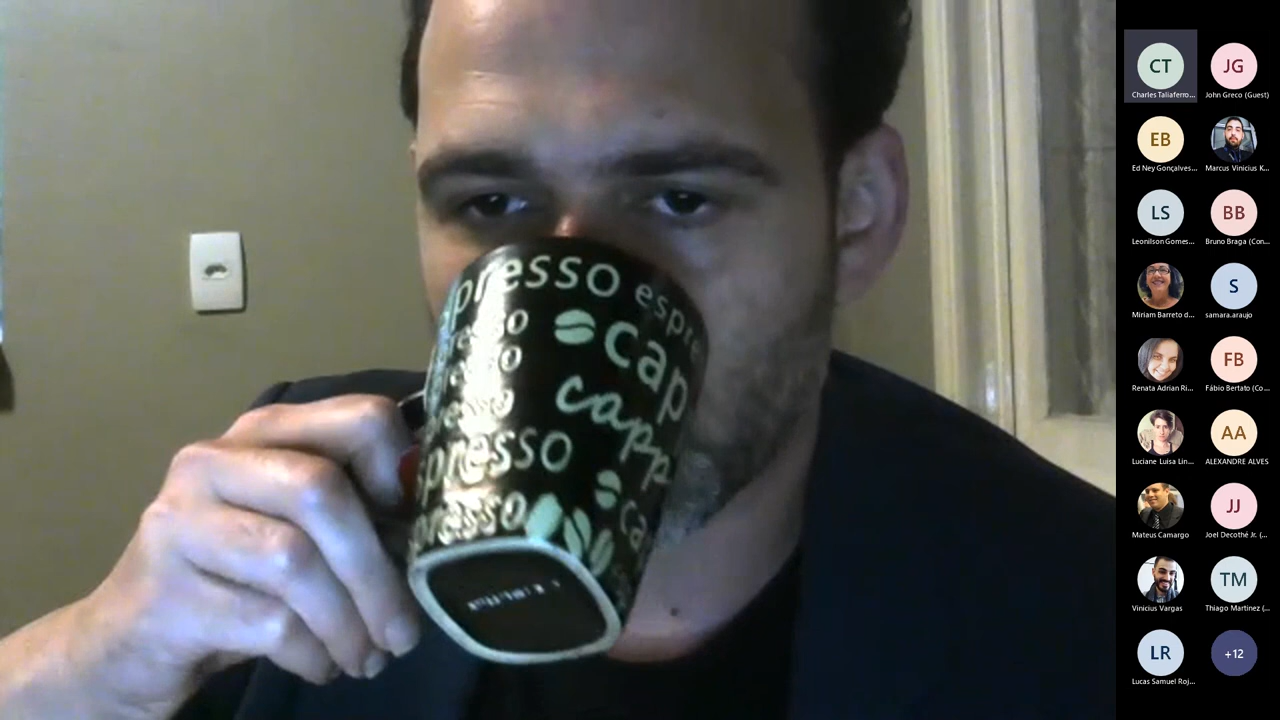 presso espre
esso
cap
esso
capp
esso
spresso
ca
presso
CT JG
Charles Taliaferro... John Greco (Guest)
EB
Ed Ney Gonçalves... Marcus Vinicius K...
LS BB
Leonilson Gomes... Bruno Braga (Con...
S
Miriam Barreto d... samara.araujo
FB
Renata Adrian Ri... Fábio Bertato (Co...
AA
Luciane Luisa Lin... ALEXANDRE ALVES
JJ
Mateus Camargo Joel Decothé Jr. (...
TM
Vinicius Vargas Thiago Martinez (...
LR +12
Lucas Samuel Roj...